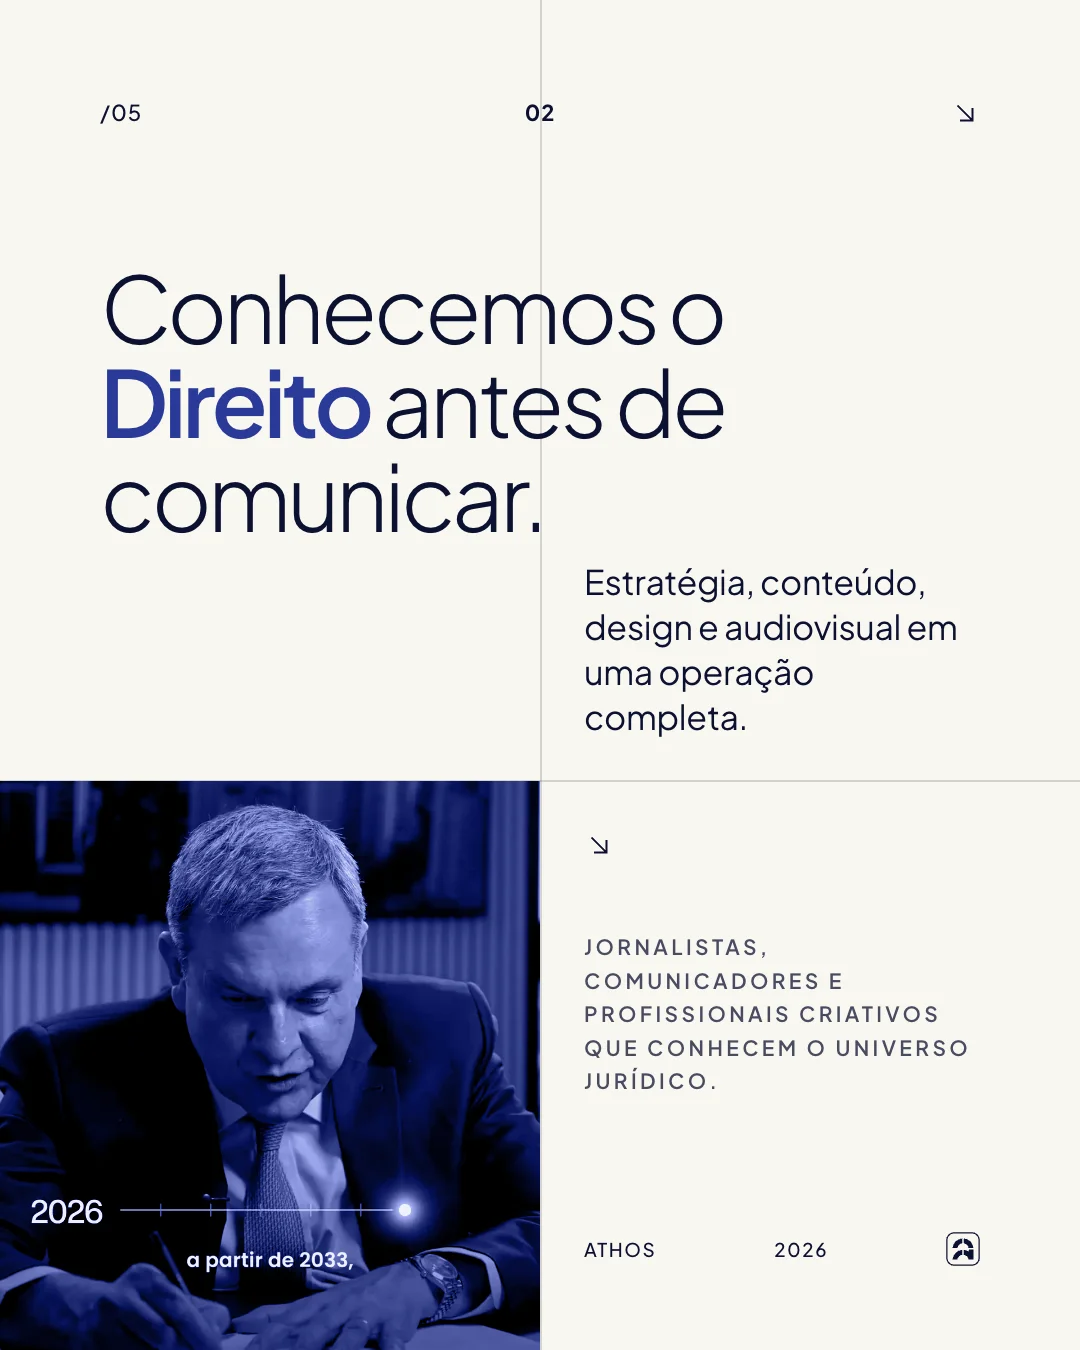 /05
02
Conhecemos o
Direito antes de
comunicar.
Estratégia, conteúdo,
design e audiovisual em
uma operação
completa.
JORNALISTAS,
COMUNICADORES E
PROFISSIONAIS CRIATIVOS
QUE CONHECEM O UNIVERSO
JURÍDICO.
2026
a partir de 2033,
ATHOS
2026